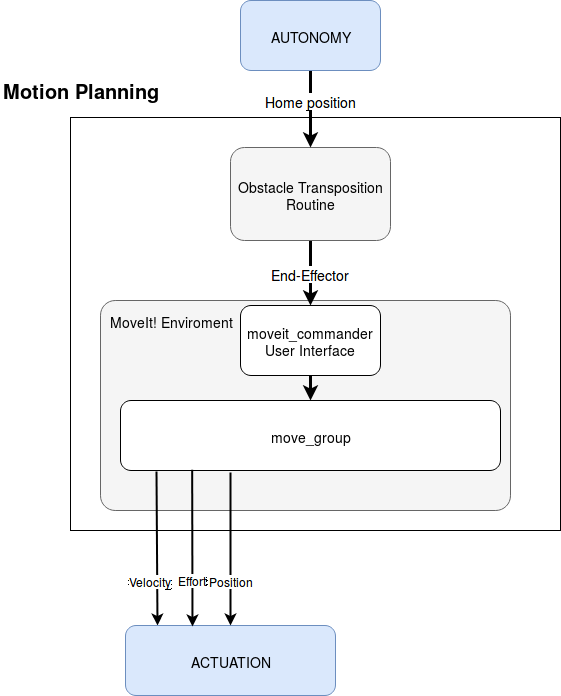 AUTONOMY
Motion Planning
Home position
Obstacle Transposition
Routine
End-Effector
MoveIt! Enviroment
moveit_commander
User Interface
move_group
Velocity Effort Position
ACTUATION